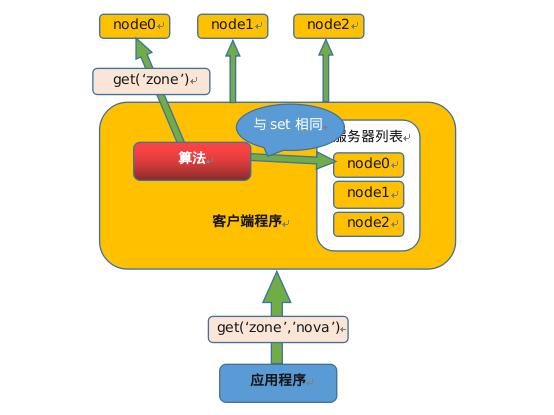 node0
node1
node2
get(‘zone’)
与 set 相同
服务器列表
算法
node0
node1
node2
客户端程序
get(‘zone’,’nova’)
应用程序